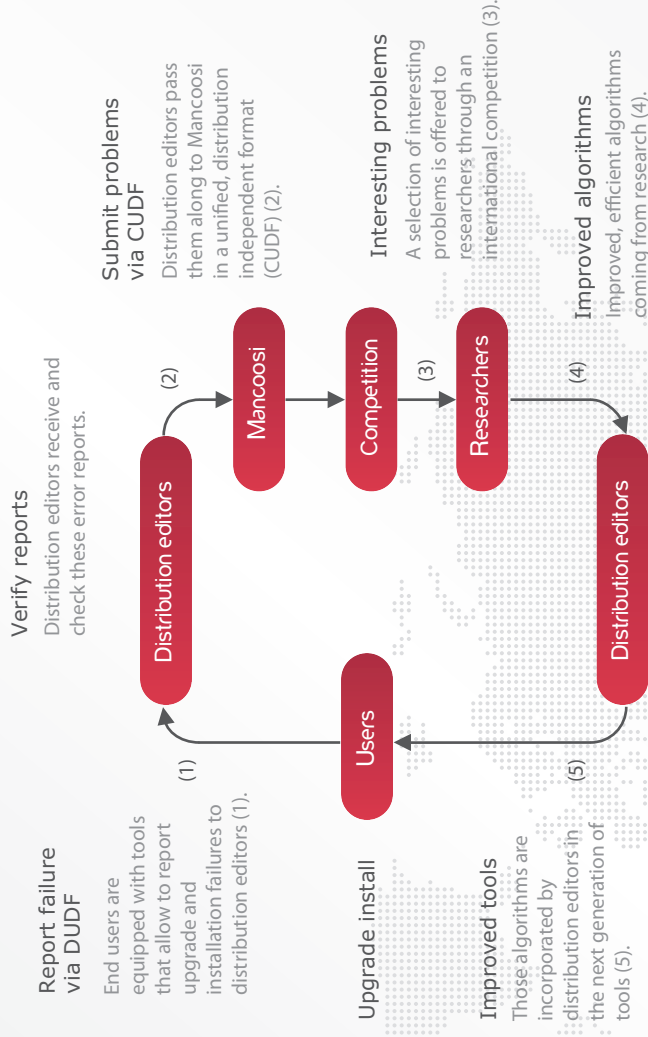 Report failure
via DUDF
End users are
equipped with tools
that allow to report
upgrade and
installation failures to
distribution editors (1).
Verify reports
Distribution editors receive and
check these error reports.
Submit problems
via CUDF
Distribution editors pass
them along to Mancoosi
in a unified, distribution
independent format
(CUDF) (2).
(1)
Distribution editors
(2)
Mancoosi
Upgrade install
Users
Competition
Interesting problems
A selection of interesting
problems is offered to
researchers through an
international competition (3).
(3)
Researchers
Improved tools
Those algorithms are
incorporated by
distribution editors in
the next generation of
tools (5).
(5)
Distribution editors
(4)
Improved algorithms
Improved, efficient algorithms
coming from research (4).